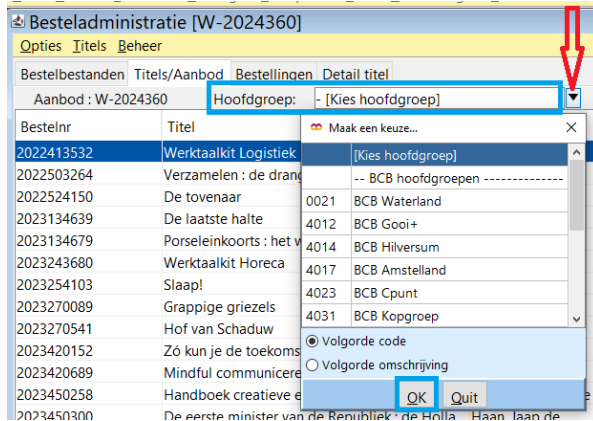 Besteladministratie [W-2024360]
Opties Titels Beheer
Bestelbestanden Titels/Aanbod Bestellingen Detail titel
Aanbod : W-2024360 Hoofdgroep: - [Kies hoofdgroep]
Bestelnr Titel
2022413532 Werktaalkit Logistiek
2022503264 Verzamelen : de
2022524150 De tovenaar
2023134639 De laatste halte
2023134679 Porseleinkoorts : het
2023243680 Werktaalkit Horeca
2023254103 Slaap!
2023270089 Grappige griezels
2023270541 Hof van Schaduw
2023420152 Zó kun je de
2023420689 Mindful
2023450258 Handboek creatieve
2023450300 De eerste minister van de Republiek : de Holla... Haan, Jaap de
Maak een keuze...
[Kies hoofdgroep]
-- BCB hoofdgroepen --------------
0021 BCB Waterland
4012 BCB Gooi+
4014 BCB Hilversum
4017 BCB Amstelland
4023 BCB Cpunt
4031 BCB Kopgroep
Volgorde code
Volgorde omschrijving
OK Quit